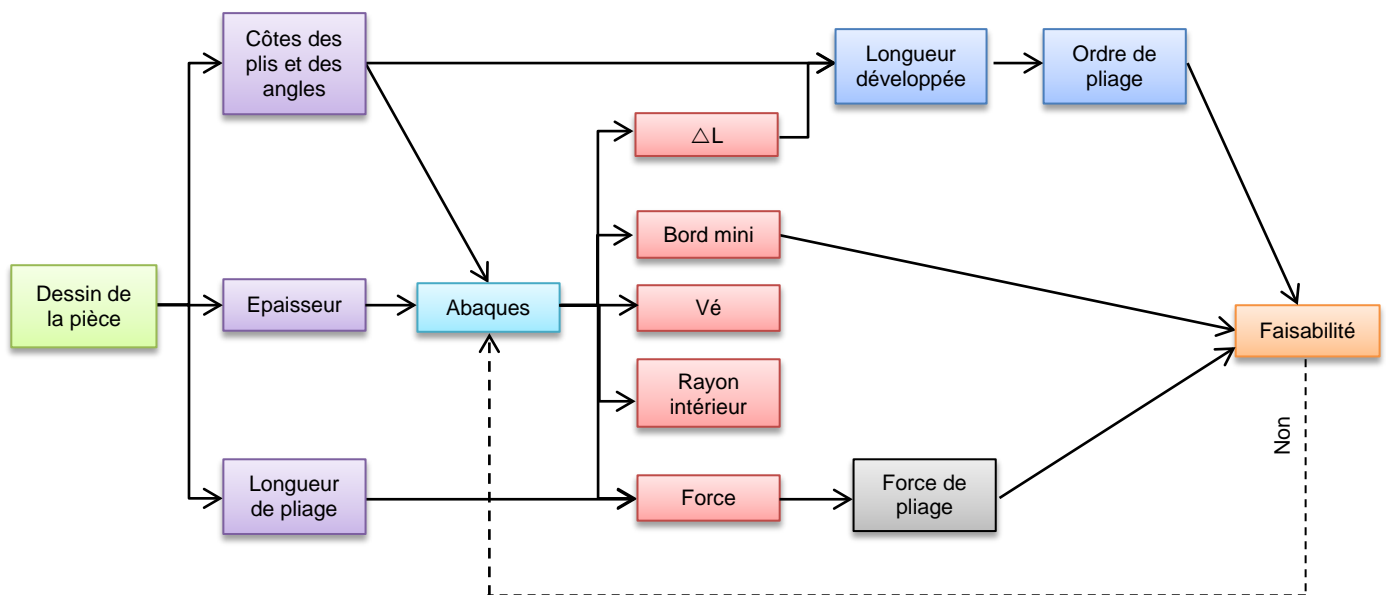 Côtes des
plis et des
angles
Longueur
développée
Ordre de
pliage
△L
Bord mini
Dessin de
la pièce
Epaisseur
Abaques
Vé
Faisabilité
Rayon
intérieur
Non
Longueur
de pliage
Force
Force de
pliage